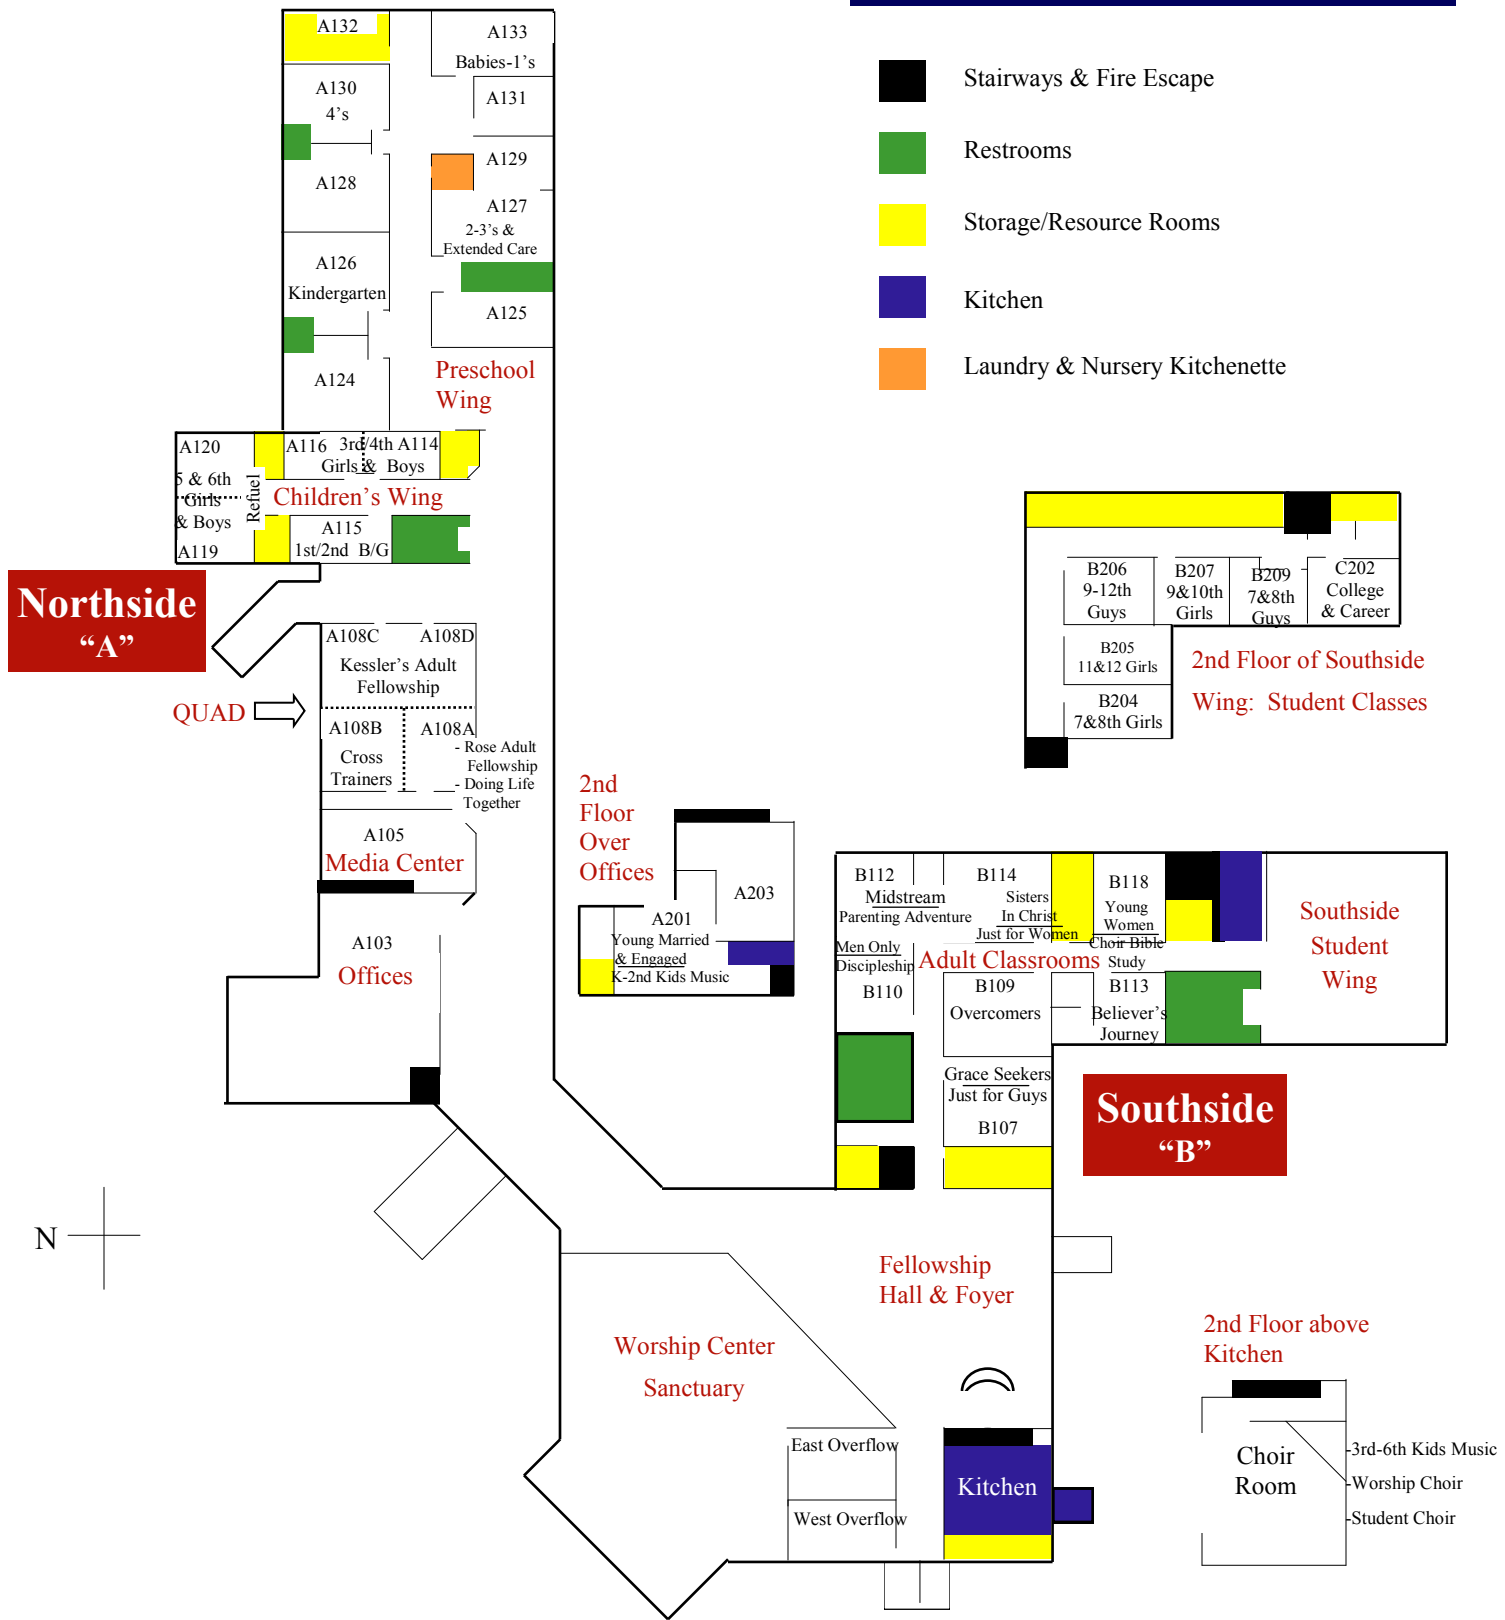 Stairways & Fire Escape
Restrooms
Storage/Resource Rooms
Kitchen
Laundry & Nursery Kitchenette
A132
A133
Babies-1's
A130
4's
A131
A129
A128
A127
2-3's &
Extended Care
A126
Kindergarten
A125
A124
Preschool
Wing
A120
5 & 6th
Girls
& Boys
A119
Refuel
A116
3rd/4th
A114
Girls & Boys
Children's Wing
A115
1st/2nd B/G
Northside
“A”
A108C
A108D
Kessler's Adult
Fellowship
QUAD
A108B
Cross
Trainers
A108A
- Rose Adult
Fellowship
- Doing Life
Together
A105
Media Center
A103
Offices
2nd
Floor
Over
Offices
A203
A201
Young Married
& Engaged
K-2nd Kids Music
B206
9-12th
Guys
B207
9&10th
Girls
B209
7&8th
Guys
C202
College
& Career
B205
11&12 Girls
B204
7&8th Girls
2nd Floor of Southside
Wing: Student Classes
B112
Midstream
Parenting Adventure
B114
Sisters
In Christ
Just for Women
B118
Young
Women
Choir Bible
Study
Men Only
Discipleship
B110
Adult Classrooms
B109
Overcomers
B113
Believer's
Journey
Southside
Student
Wing
Grace Seekers
Just for Guys
B107
Southside
“B”
N
Fellowship
Hall & Foyer
Worship Center
Sanctuary
East Overflow
West Overflow
Kitchen
2nd Floor above
Kitchen
Choir
Room
-3rd-6th Kids Music
-Worship Choir
-Student Choir